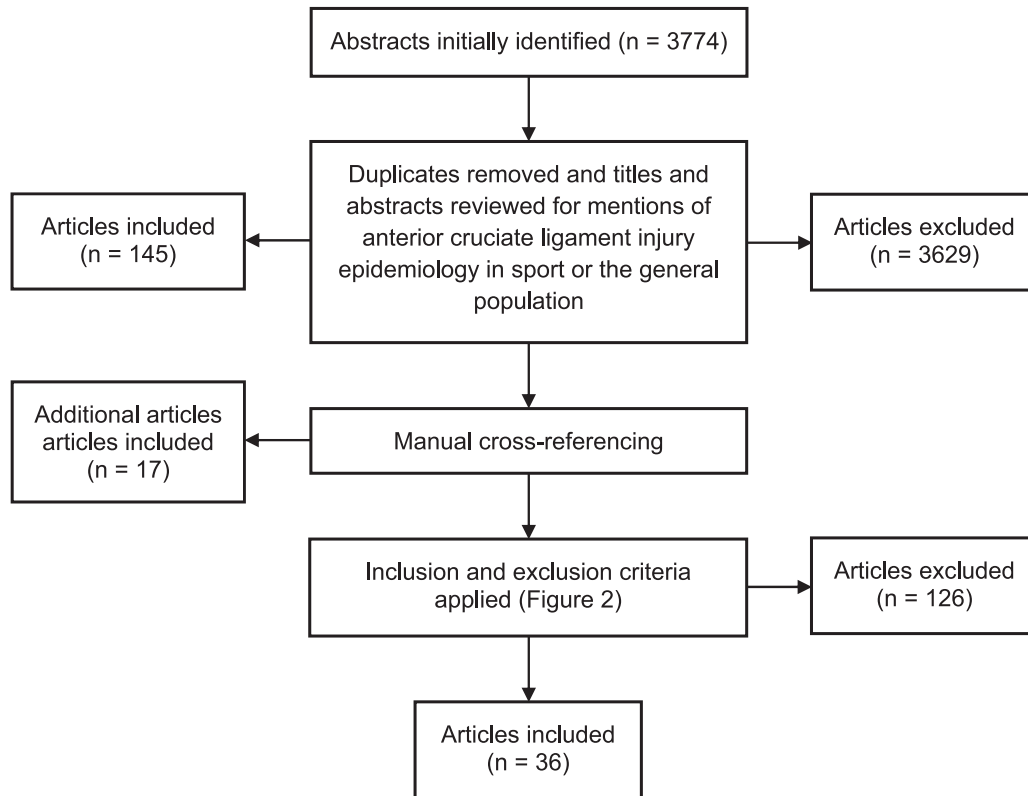 Abstracts initially identified (n = 3774)
Duplicates removed and titles and
abstracts reviewed for mentions of
anterior cruciate ligament injury
epidemiology in sport or the general
population
Articles included
(n = 145)
Articles excluded
(n = 3629)
Manual cross-referencing
Additional articles
articles included
(n = 17)
Inclusion and exclusion criteria
applied (Figure 2)
Articles excluded
(n = 126)
Articles included
(n = 36)